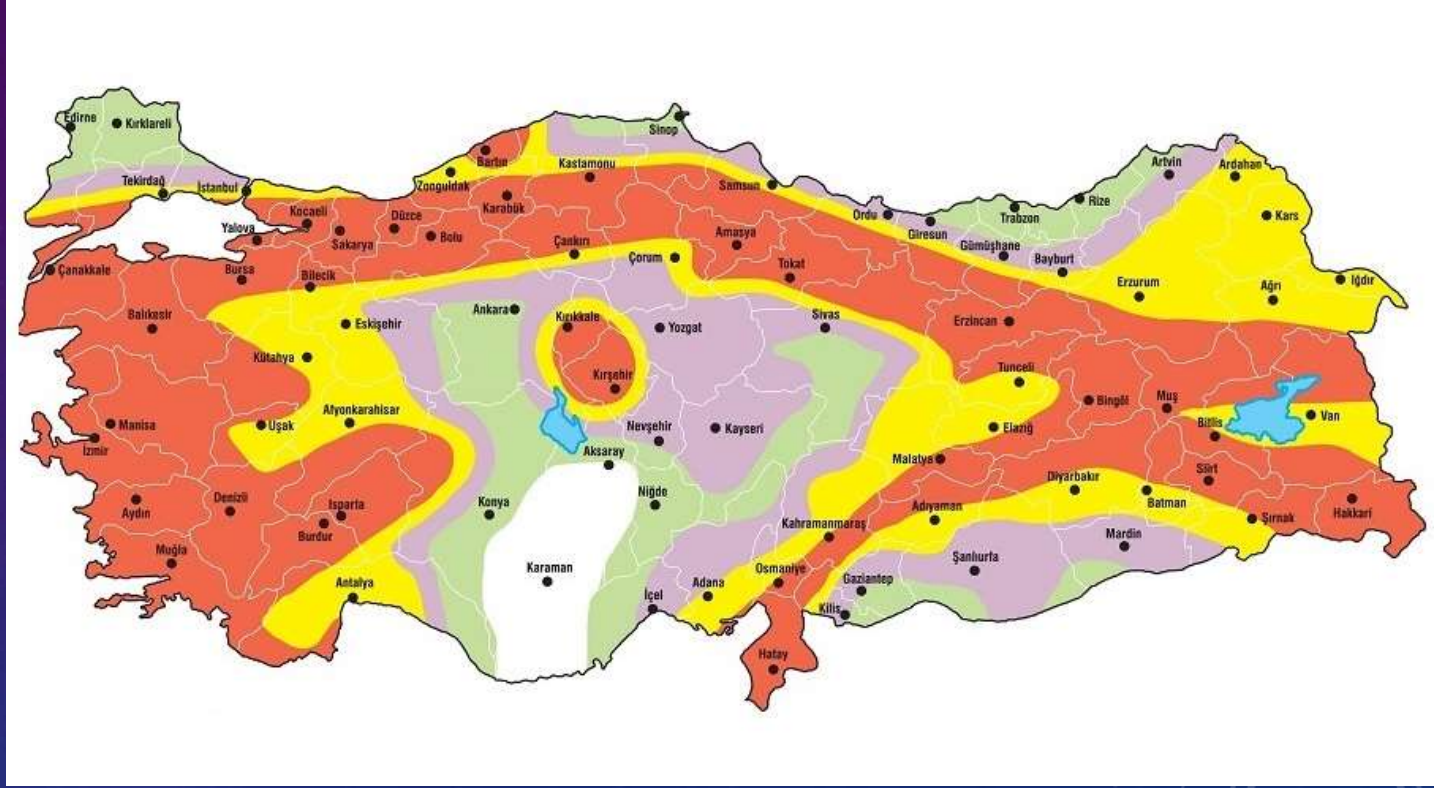 Edirne
Kırklareli
Sinop
Bartın
Kastamonu
Artvin
Ardahan
Tekirdağ
İstanbul
Zonguldak
Samsun
Rize
Karabük
Trabzon
Ordu
Giresun
Kars
Kocaeli
Düzce
Yalova
Sakarya
Bolu
Amasya
Gümüşhane
Bayburt
Çankırı
Çorum
Çanakkale
Bursa
Bilecik
Tokat
Erzurum
Ağrı
Iğdır
Balıkesir
Eskişehir
Ankara
Kırıkkale
Yozgat
Sivas
Erzincan
Kütahya
Kırşehir
Tunceli
Bingöl
Muş
Manisa
Uşak
Afyonkarahisar
Nevşehir
Kayseri
Elazığ
Bitlis
Van
İzmir
Aksaray
Malatya
Siirt
Aydın
Denizli
Isparta
Burdur
Konya
Niğde
Diyarbakır
Batman
Adıyaman
Kahramanmaraş
Şırnak
Hakkari
Muğla
Karaman
Şanlıurfa
Mardin
Antalya
İçel
Adana
Osmaniye
Gaziantep
Kilis
Hatay